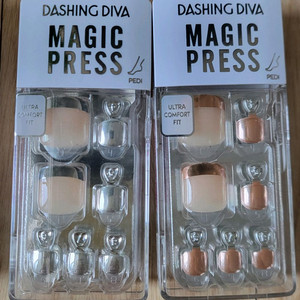 DASHING DIVA
MAGIC
PRESS
PEDI
ULTRA
COMFORT
FIT
DASHING DIVA
MAGIC
PRESS
PEDI
ULTRA
COMFORT
FIT